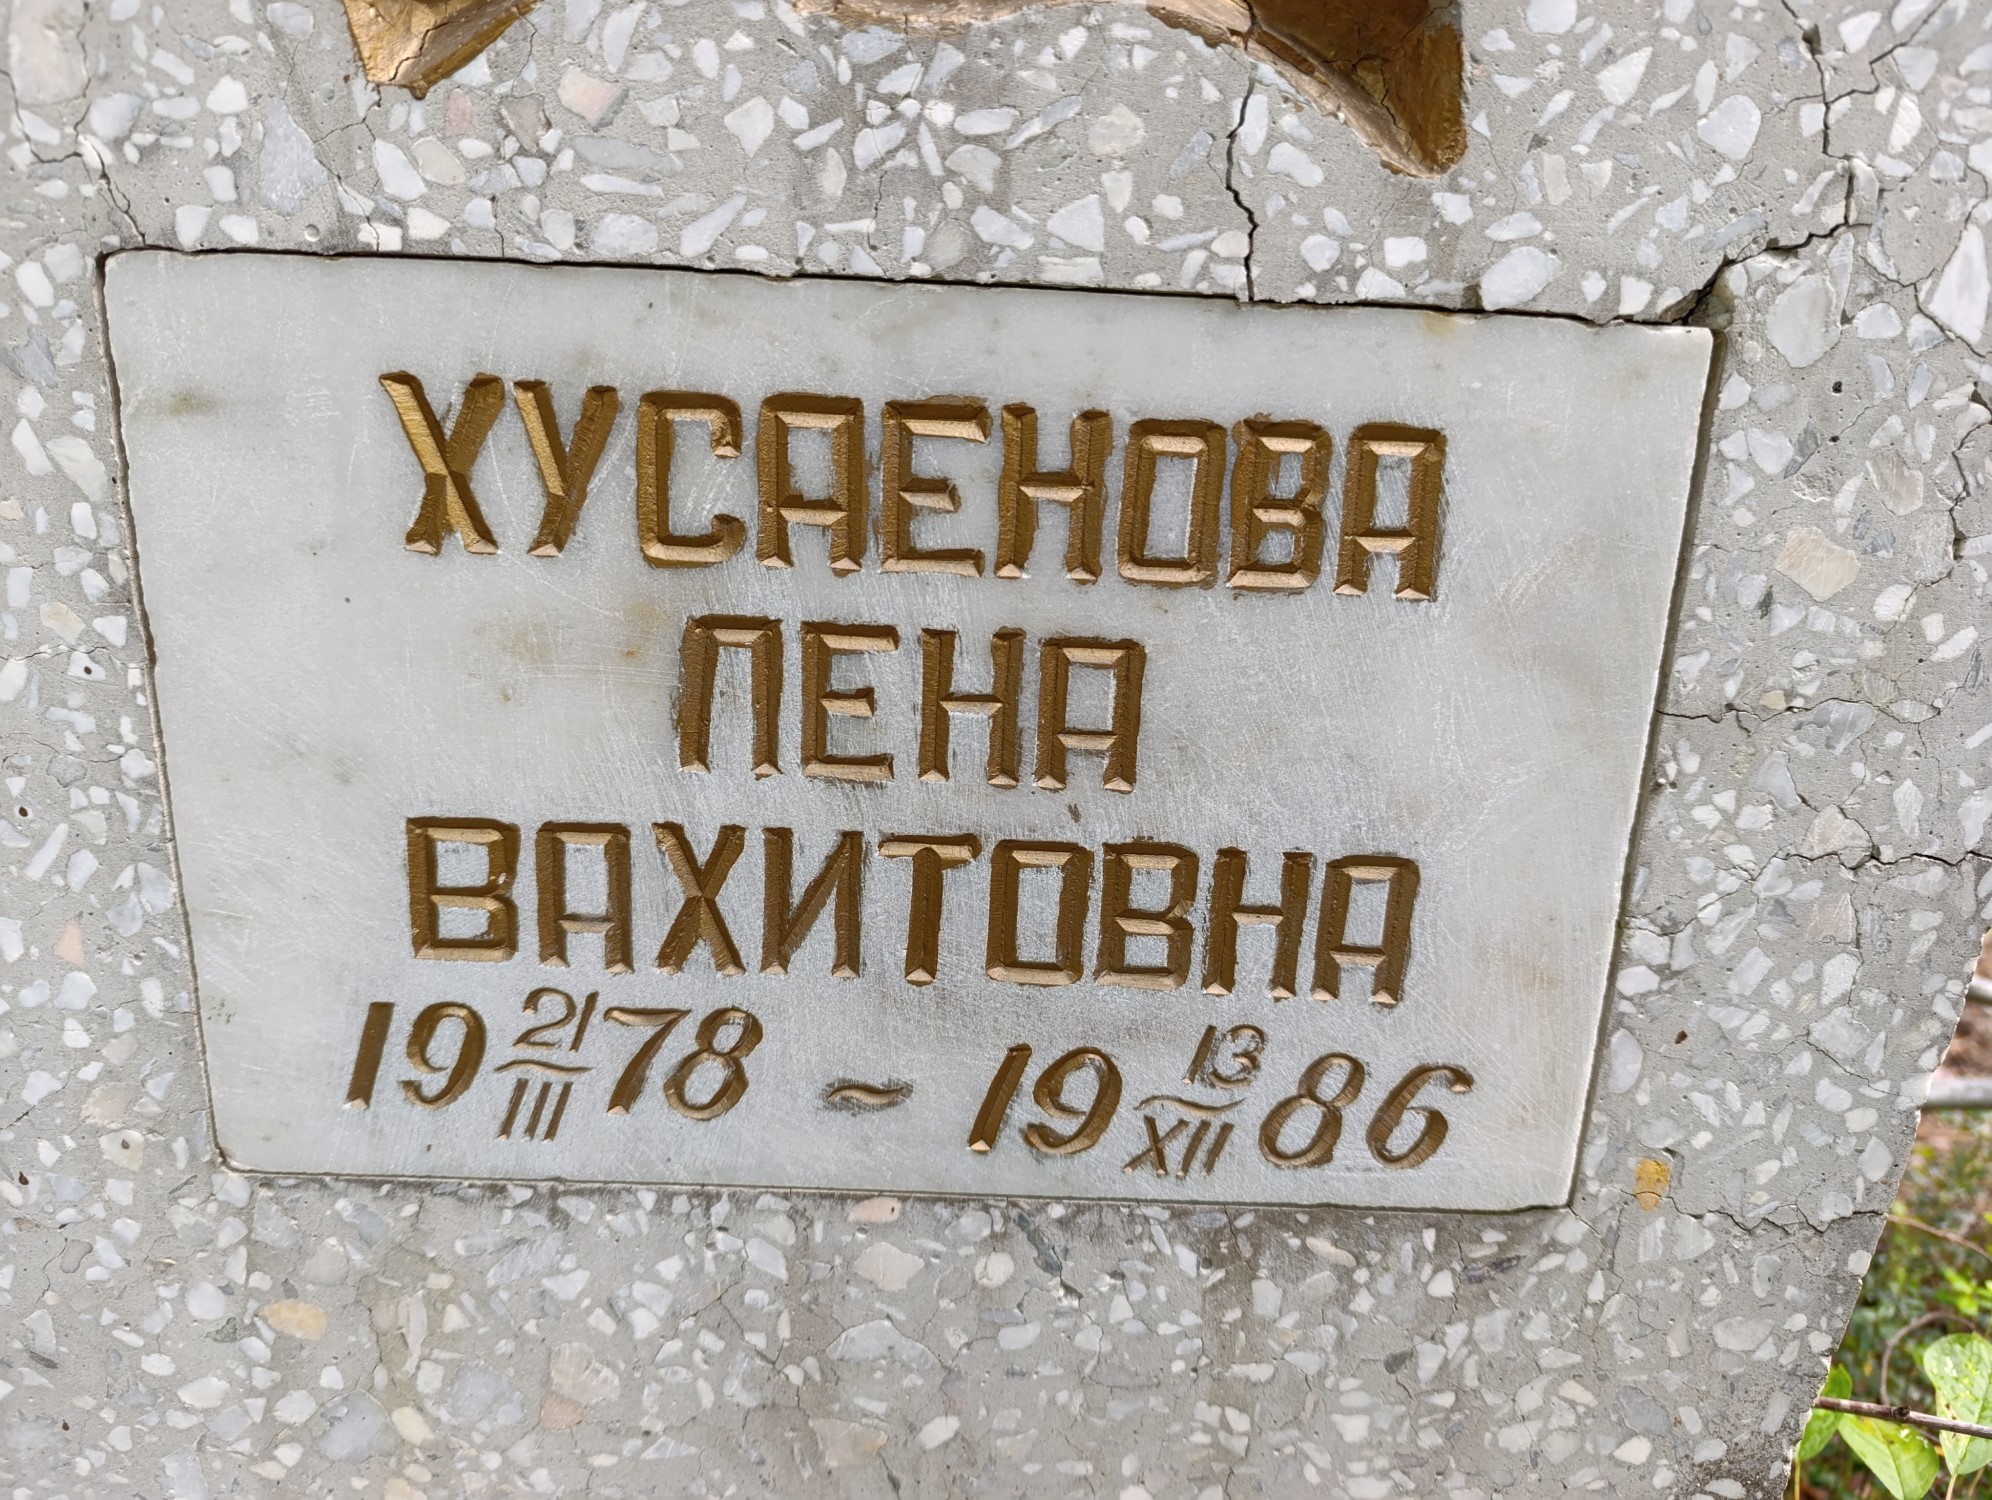 ХУСАЕНОВА
ЛЕНА
ВАХИТОВНА
19 21/III 78 ~ 19 13/XII 86